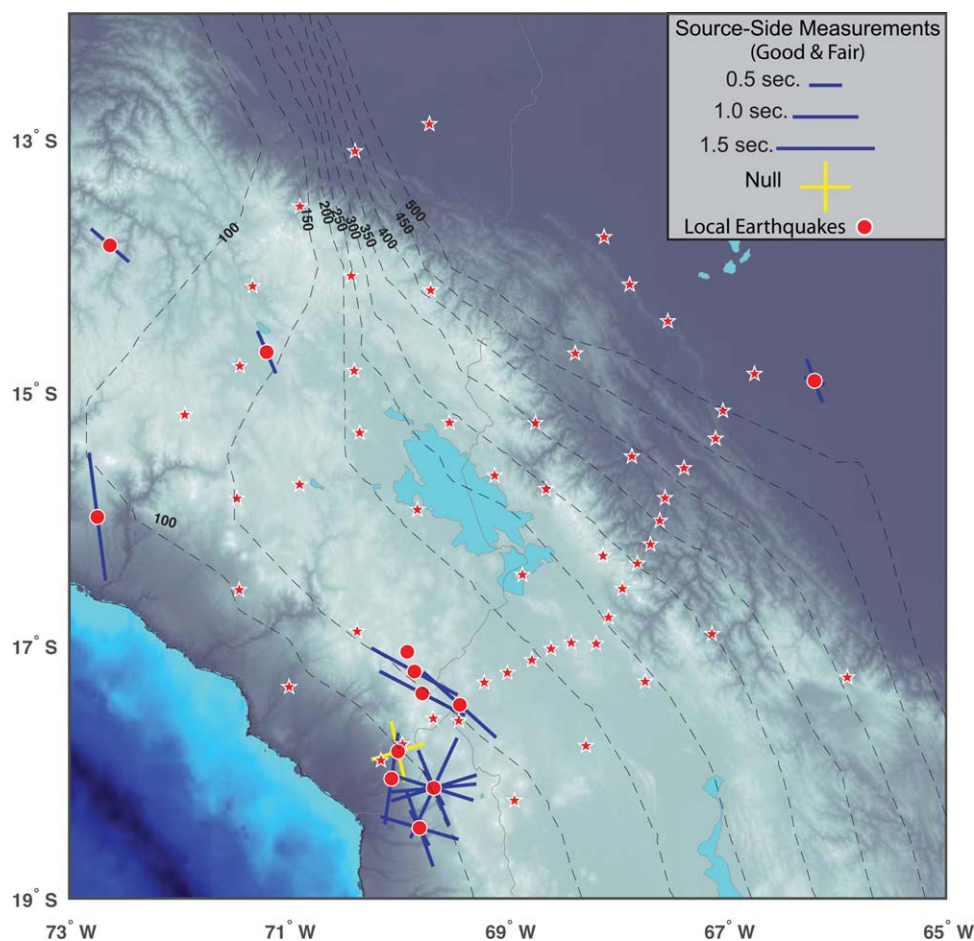 Source-Side Measurements
(Good & Fair)
0.5 sec.
1.0 sec.
1.5 sec.
Null
Local Earthquakes
13° S
15° S
17° S
19° S
100
150
200
250
300
350
400
450
500
100
73° W
71° W
69° W
67° W
65° W